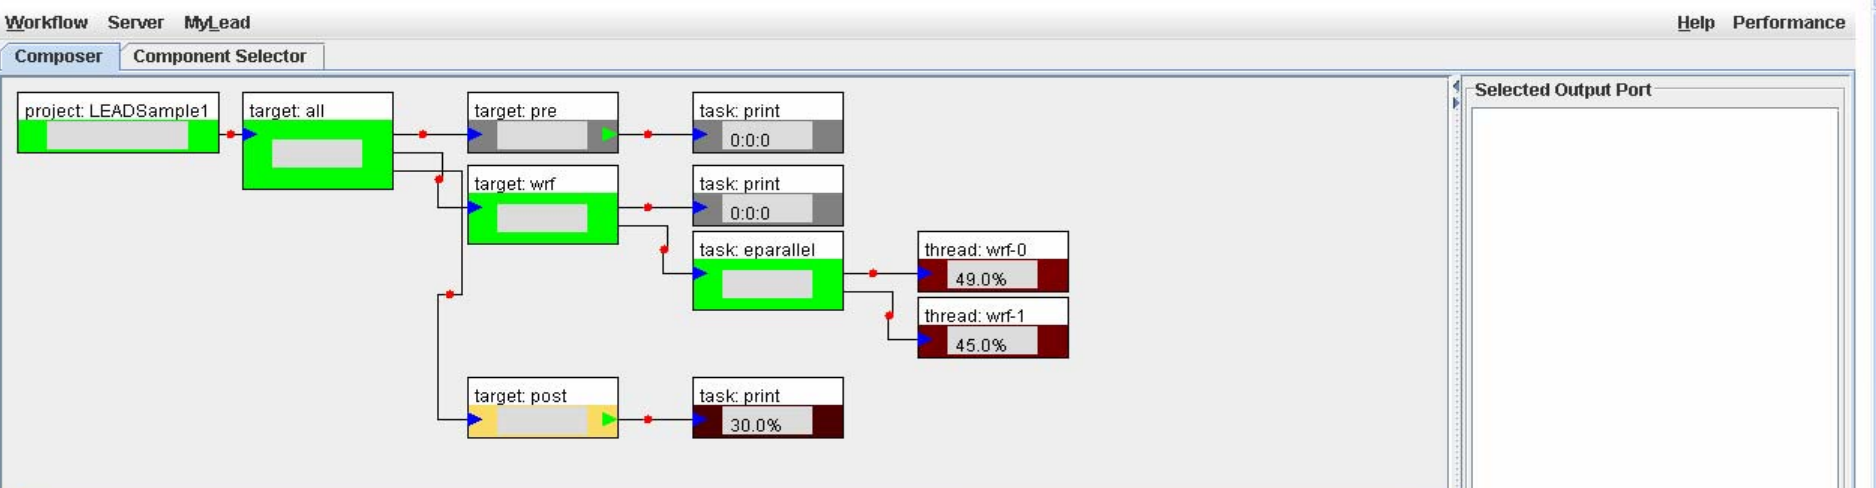 Workflow Server MyLead Help Performance
Composer Component Selector
Selected Output Port
project: LEADSample1 target: all target: pre task: print
0:0:0
target: wrf task: print
0:0:0
task: eparallel thread: wrf-0
49.0%
thread: wrf-1
45.0%
target: post task: print
30.0%